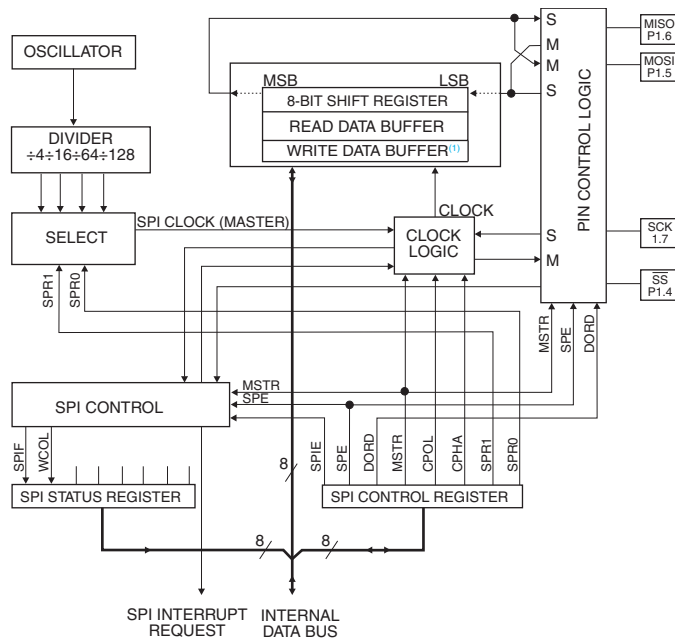 OSCILLATOR
DIVIDER
÷4÷16÷64÷128
SELECT
SPI CLOCK (MASTER)
SPR1
SPR0
MSB
LSB
8-BIT SHIFT REGISTER
READ DATA BUFFER
WRITE DATA BUFFER(1)
CLOCK
CLOCK
LOGIC
S
M
M
S
S
M
PIN CONTROL LOGIC
MISO
P1.6
MOSI
P1.5
SCK
1.7
SS
P1.4
MSTR
SPE
DORD
SPI CONTROL
MSTR
SPE
SPIF
WCOL
SPI STATUS REGISTER
SPIE
SPE
DORD
MSTR
CPOL
CPHA
SPR1
SPR0
SPI CONTROL REGISTER
8
8
8
SPI INTERRUPT
REQUEST
INTERNAL
DATA BUS